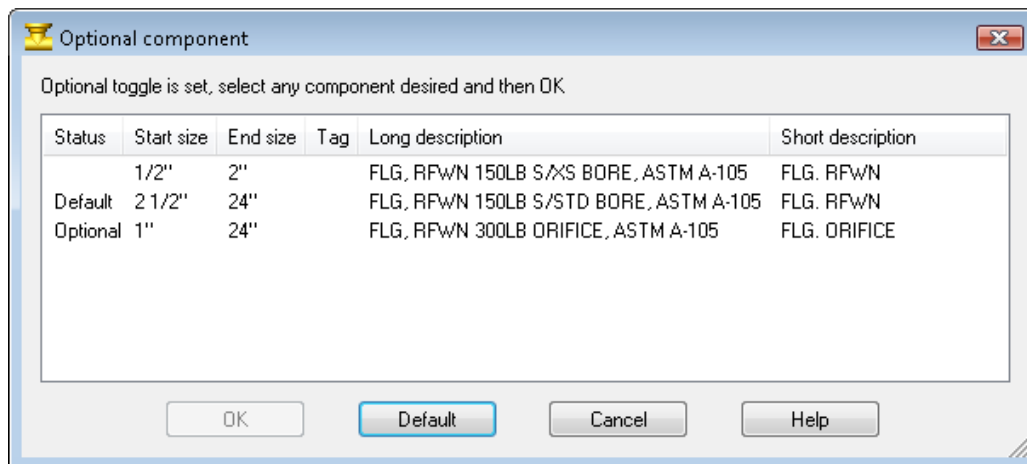 Optional component
Optional toggle is set, select any component desired and then OK
Status Start size End size Tag Long description Short description
1/2" 2" FLG, RFWN 150LB S/XS BORE, ASTM A-105 FLG. RFWN
Default 2 1/2" 24" FLG, RFWN 150LB S/STD BORE, ASTM A-105 FLG. RFWN
Optional 1" 24" FLG, RFWN 300LB ORIFICE, ASTM A-105 FLG. ORIFICE
OK Default Cancel Help